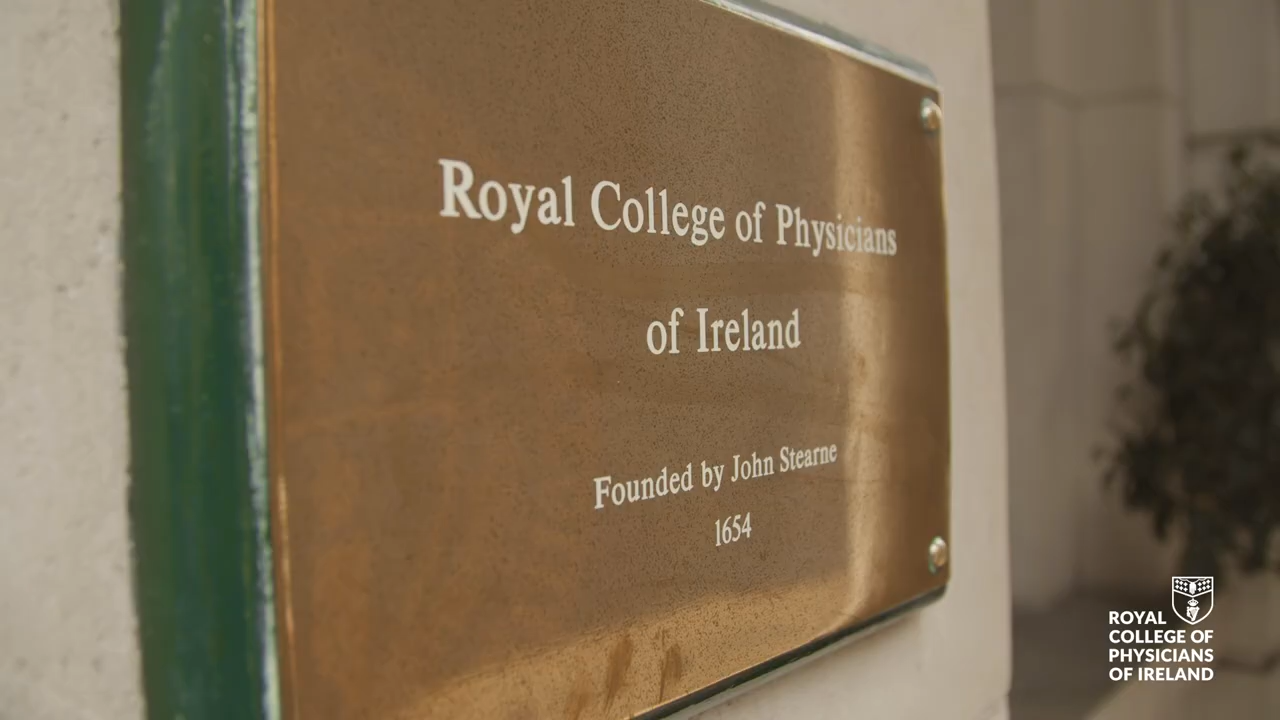 Royal College of Physicians
of Ireland
Founded by John Stearne
1654
ROYAL
COLLEGE OF
PHYSICIANS
OF IRELAND